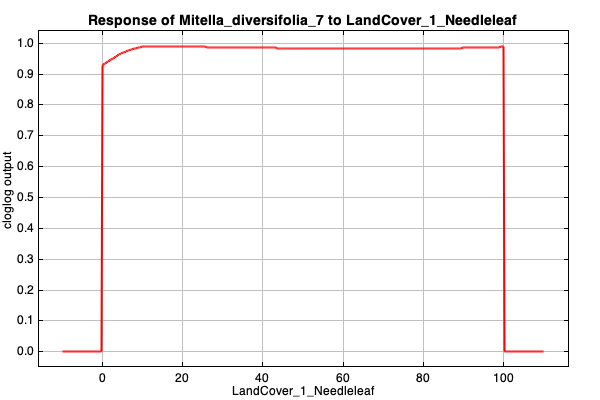 Response of Mitella_diversifolia_7 to LandCover_1_Needleleaf
1.0
0.9
0.8
0.7
0.6
0.5
0.4
0.3
0.2
0.1
0.0
cloglog output
0 20 40 60 80 100
LandCover_1_Needleleaf